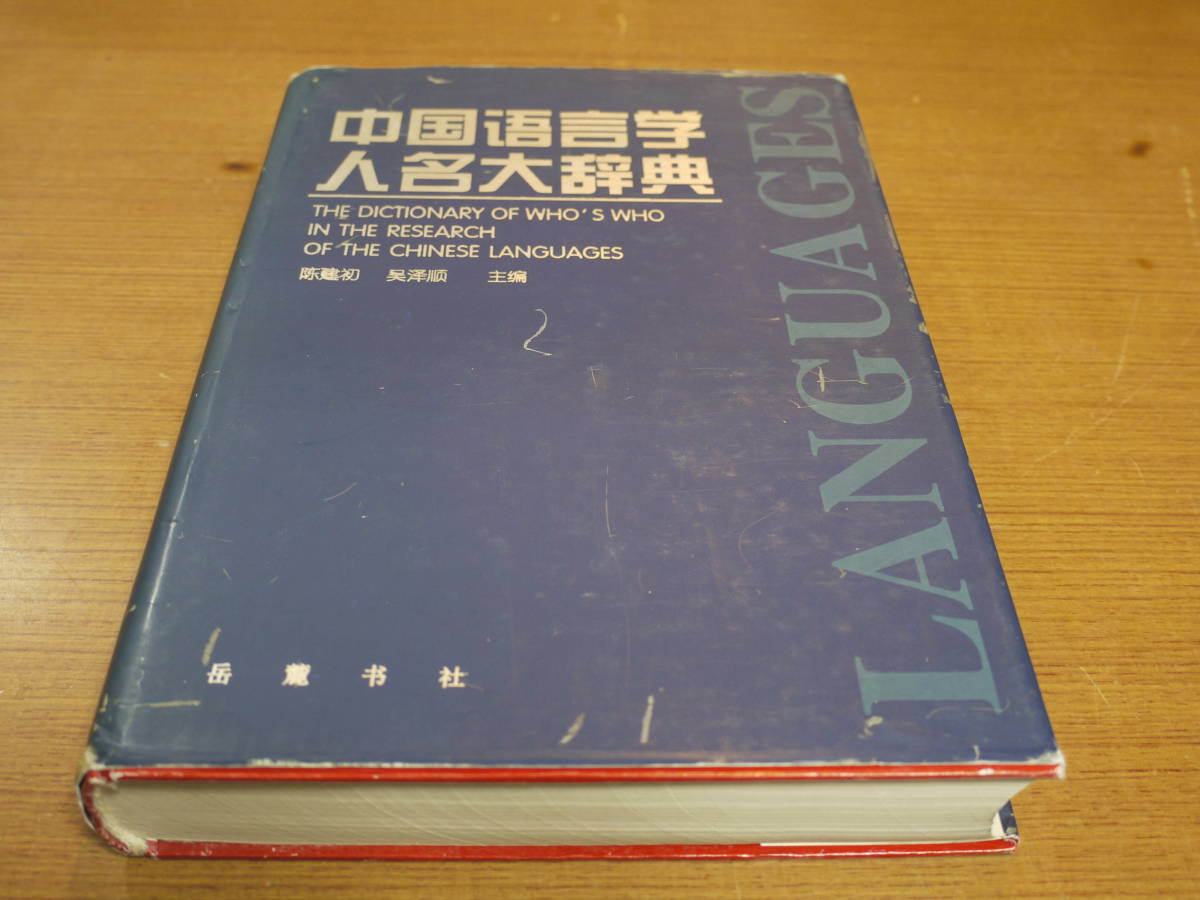 中国语言学
人名大辞典
THE DICTIONARY OF WHO'S WHO
IN THE RESEARCH
OF THE CHINESE LANGUAGES
陈建初 吴泽顺 主编
LANGUAGES
岳麓书社